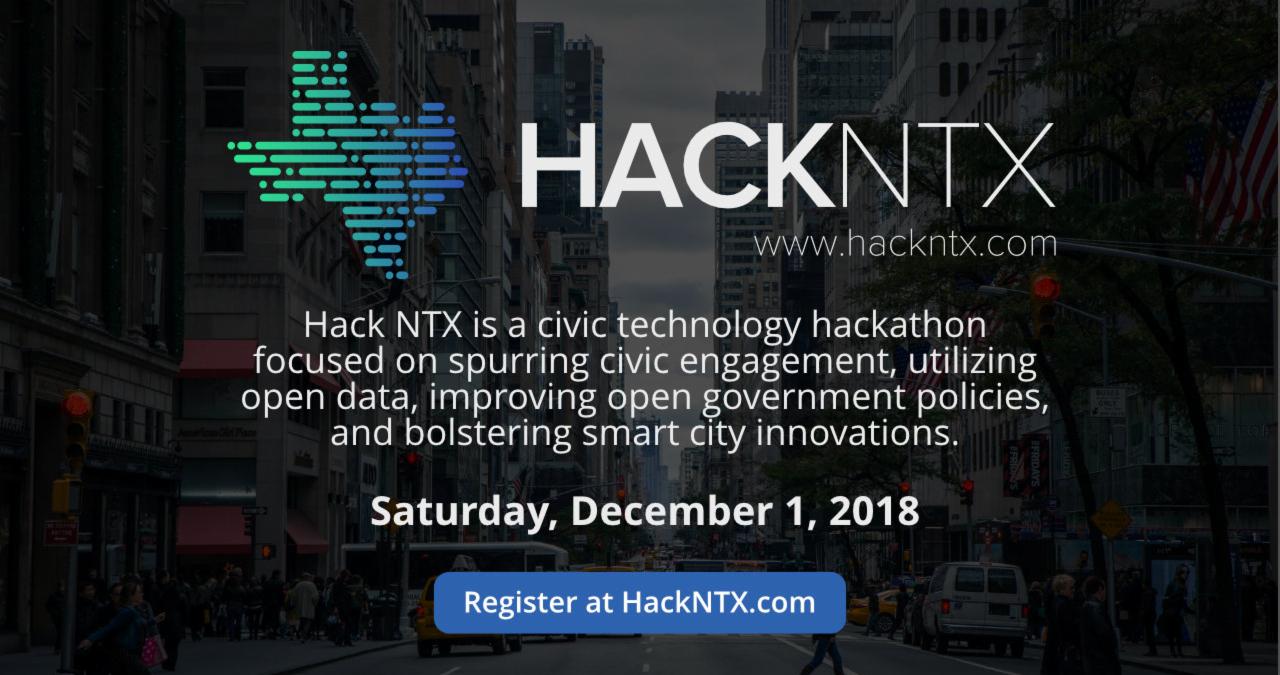 HACKNTX
www.hackntx.com
Hack NTX is a civic technology hackathon
focused on spurring civic engagement, utilizing
open data, improving open government policies,
and bolstering smart city innovations.
Saturday, December 1, 2018
Register at HackNTX.com